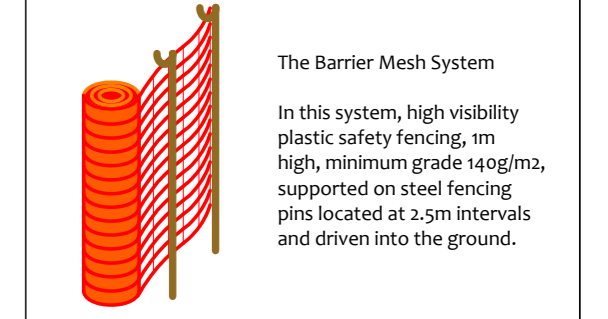 The Barrier Mesh System
In this system, high visibility
plastic safety fencing, 1m
high, minimum grade 140g/m2,
supported on steel fencing
pins located at 2.5m intervals
and driven into the ground.